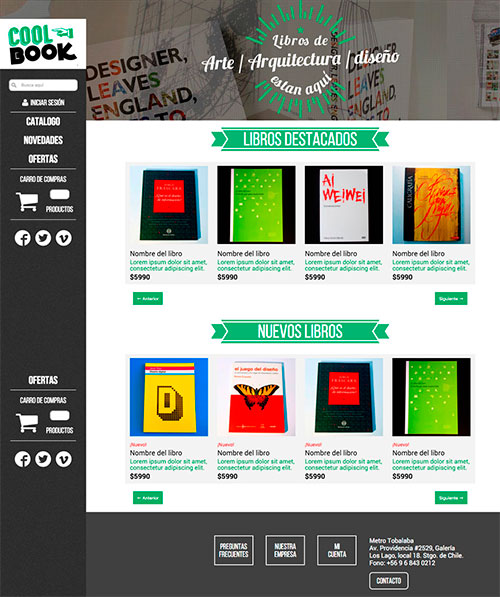 COOL
BOOK
Busca aquí
INICIAR SESIÓN
CATALOGO
NOVEDADES
OFERTAS
CARRO DE COMPRAS
PRODUCTOS
OFERTAS
CARRO DE COMPRAS
PRODUCTOS
DESIGNER,
LEAVES
ENGLAND,
Libros de
Arte / Arquitectura / diseño
estan aquí
DESIGNER,
LEAVES
ENGLAND,
LIBROS DESTACADOS
Ai
WEIWEI
CALIGRAFIA
Nombre del libro
Lorem ipsum dolor sit amet,
consectetur adipiscing elit.
$5990
Nombre del libro
Lorem ipsum dolor sit amet,
consectetur adipiscing elit.
$5990
Nombre del libro
Lorem ipsum dolor sit amet,
consectetur adipiscing elit.
$5990
Nombre del libro
Lorem ipsum dolor sit amet,
consectetur adipiscing elit.
$5990
← Anterior
Siguiente →
NUEVOS LIBROS
el juego del diseño
¡Nuevo!
Nombre del libro
Lorem ipsum dolor sit amet,
consectetur adipiscing elit.
$5990
¡Nuevo!
Nombre del libro
Lorem ipsum dolor sit amet,
consectetur adipiscing elit.
$5990
¡Nuevo!
Nombre del libro
Lorem ipsum dolor sit amet,
consectetur adipiscing elit.
$5990
¡Nuevo!
Nombre del libro
Lorem ipsum dolor sit amet,
consectetur adipiscing elit.
$5990
← Anterior
Siguiente →
PREGUNTAS
FRECUENTES
NUESTRA
EMPRESA
MI
CUENTA
Metro Tobalaba
Av. Providencia #2529, Galería
Los Lago, local 18. Stgo. de Chile.
Fono: +56 9 6 843 0212
CONTACTO